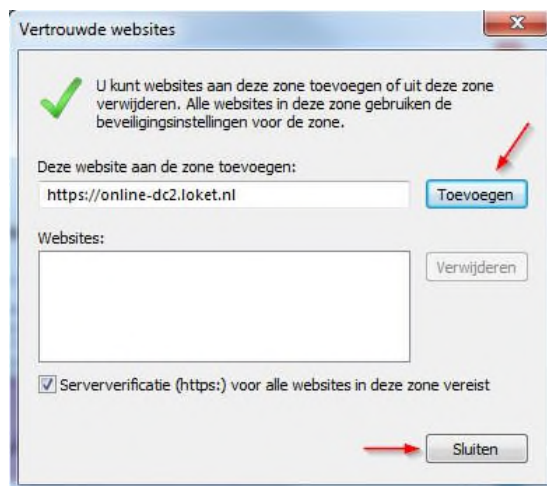 Vertrouwde websites
U kunt websites aan deze zone toevoegen of uit deze zone
verwijderen. Alle websites in deze zone gebruiken de
beveiligingsinstellingen voor de zone.
Deze website aan de zone toevoegen:
https://online-dc2.loket.nl
Toevoegen
Websites:
Verwijderen
Serververificatie (https:) voor alle websites in deze zone vereist
Sluiten